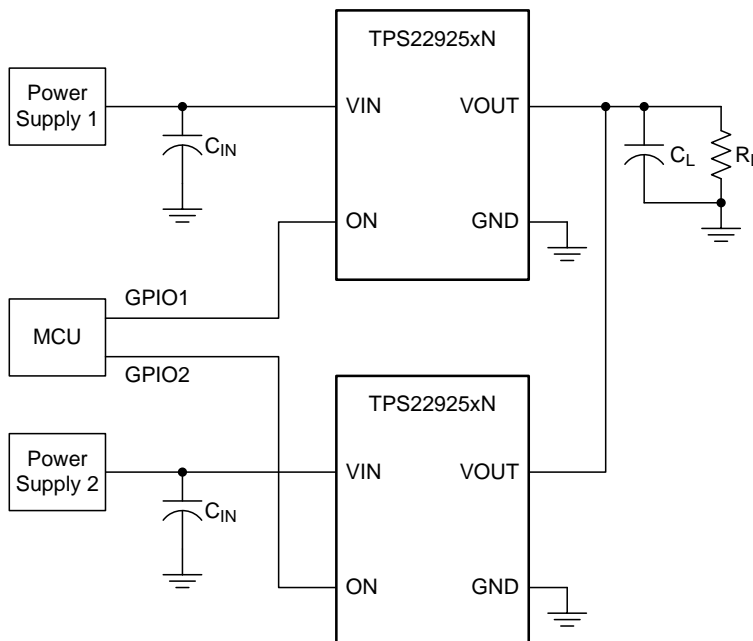 TPS22925xN
Power
Supply 1
VIN
VOUT
CIN
CL
ON
GND
GPIO1
MCU
GPIO2
TPS22925xN
Power
Supply 2
VIN
VOUT
CIN
ON
GND